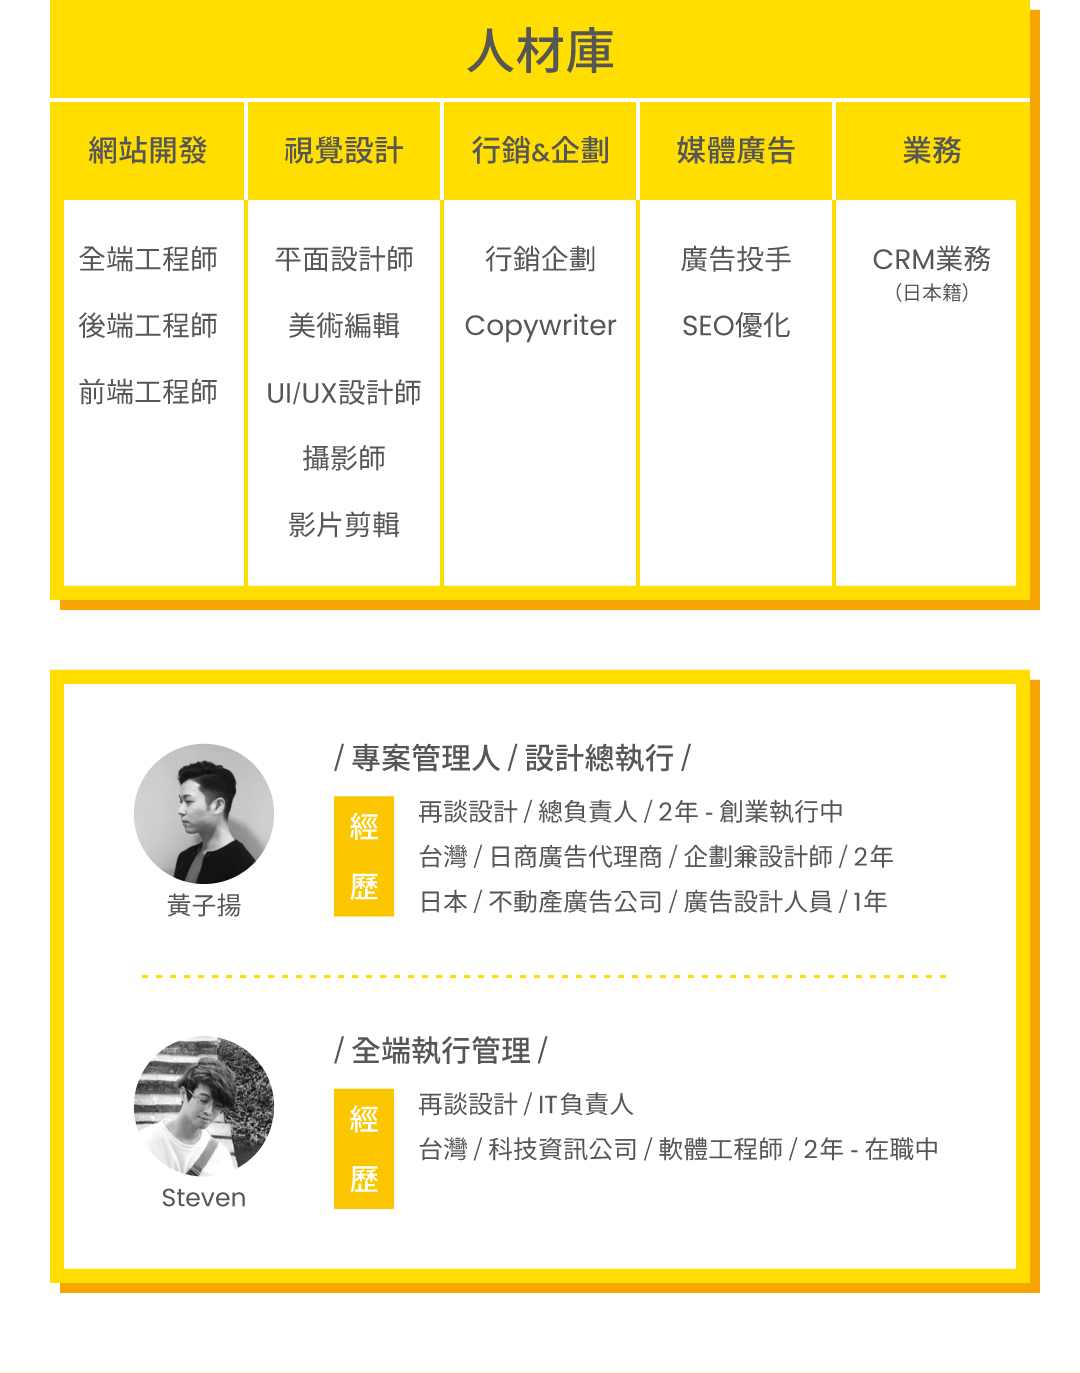 人材庫
網站開發
視覺設計
行銷&企劃
媒體廣告
業務
全端工程師
後端工程師
前端工程師
平面設計師
美術編輯
UI/UX設計師
攝影師
影片剪輯
行銷企劃
Copywriter
廣告投手
SEO優化
CRM業務
（日本籍）
/ 專案管理人 / 設計總執行 /
經歷
再談設計 / 總負責人 / 2年 - 創業執行中
台灣 / 日商廣告代理商 / 企劃兼設計師 / 2年
日本 / 不動產廣告公司 / 廣告設計人員 / 1年
黃子揚
/ 全端執行管理 /
經歷
再談設計 / IT負責人
台灣 / 科技資訊公司 / 軟體工程師 / 2年 - 在職中
Steven